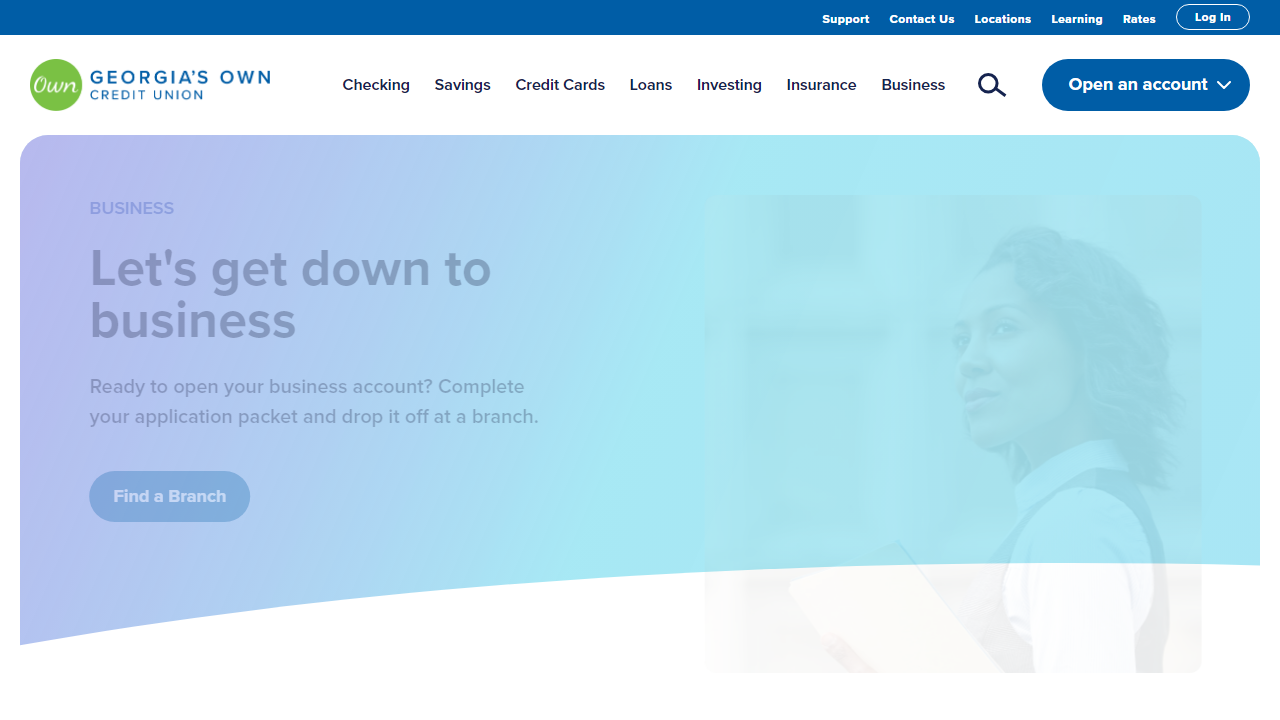 Support Contact Us Locations Learning Rates Log In
Own GEORGIA'S OWN
CREDIT UNION
Checking Savings Credit Cards Loans Investing Insurance Business Open an account
BUSINESS
Let's get down to
business
Ready to open your business account? Complete
your application packet and drop it off at a branch.
Find a Branch